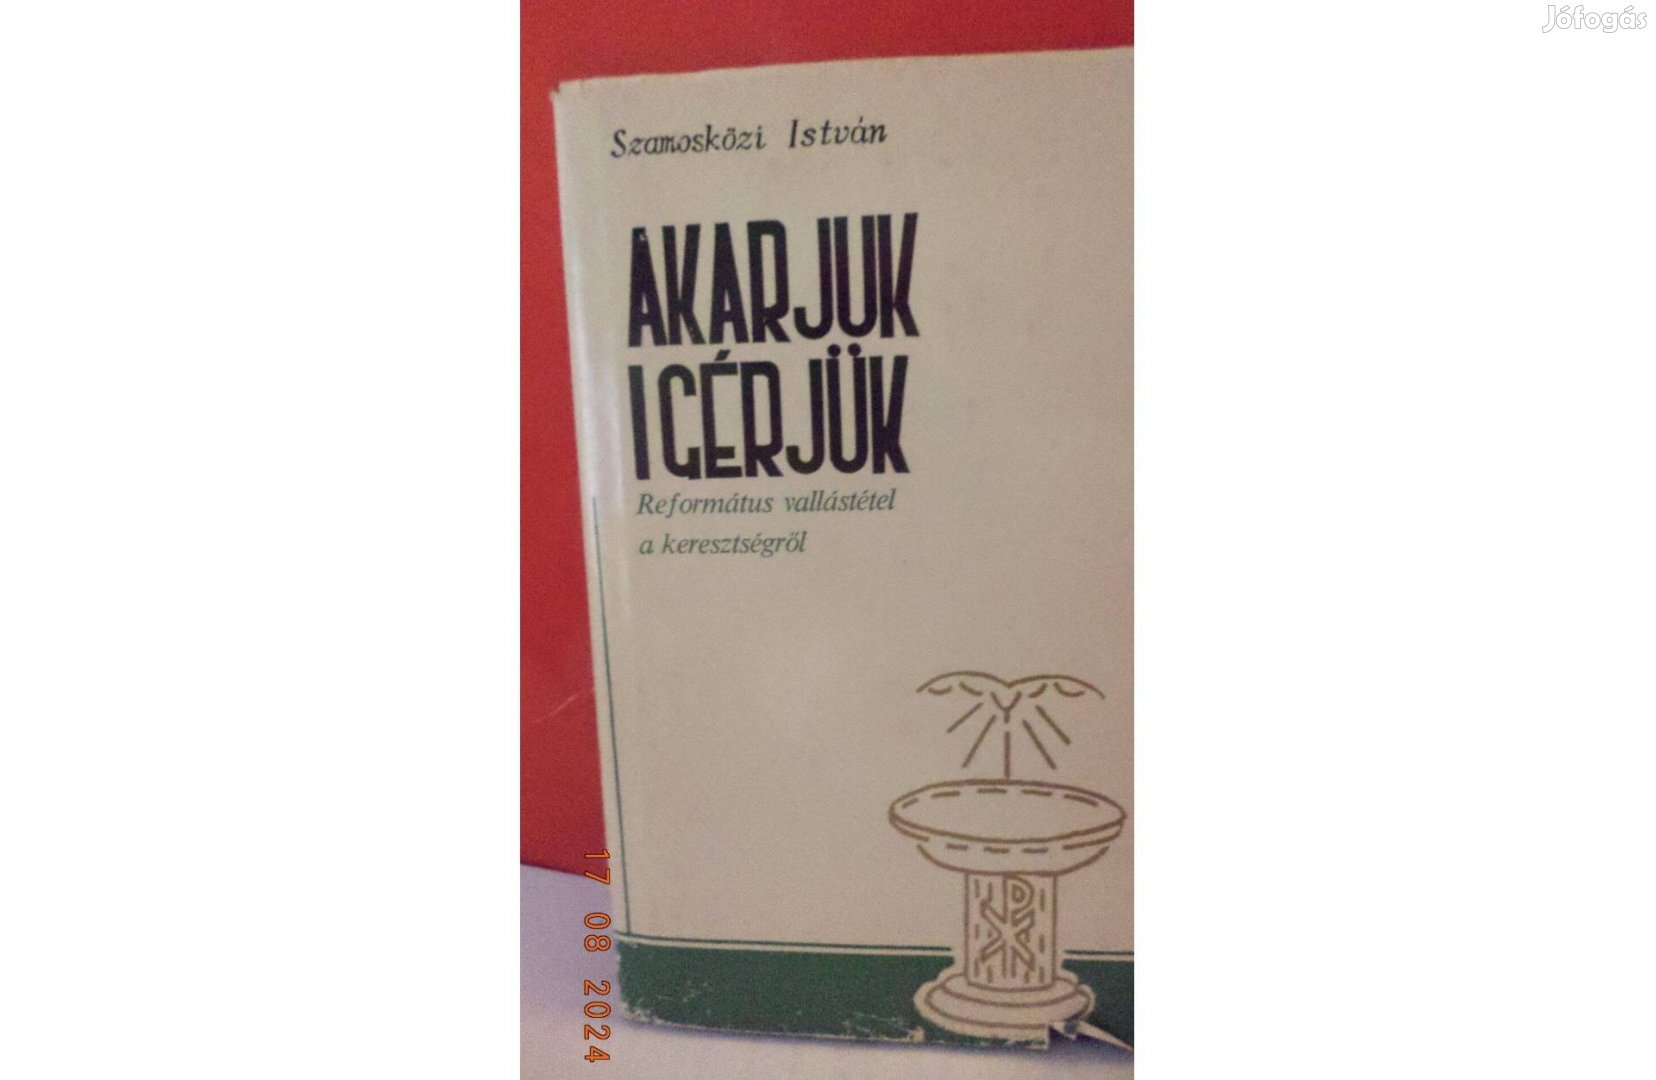 Jófogás
Szamosközi István
AKARJUK
IGÉRJÜK
Református vallástétel
a keresztségről
17 08 2024